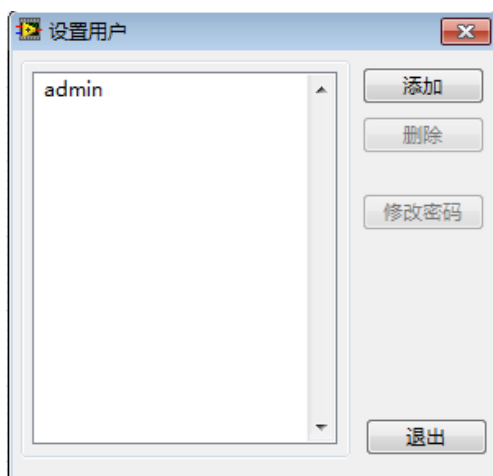 设置用户
admin
添加
删除
修改密码
退出